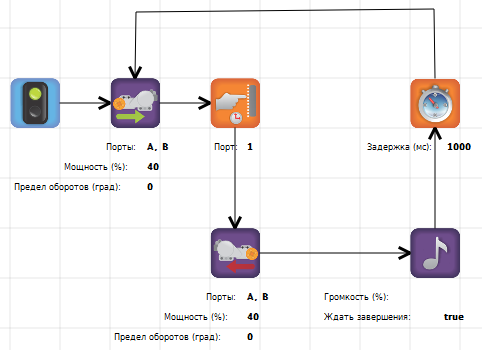 Порты: A, B Порт: 1 Задержка (мс): 1000
Мощность (%): 40
Предел оборотов (град): 0
Порты: A, B Громкость (%):
Мощность (%): 40 Ждать завершения: true
Предел оборотов (град): 0